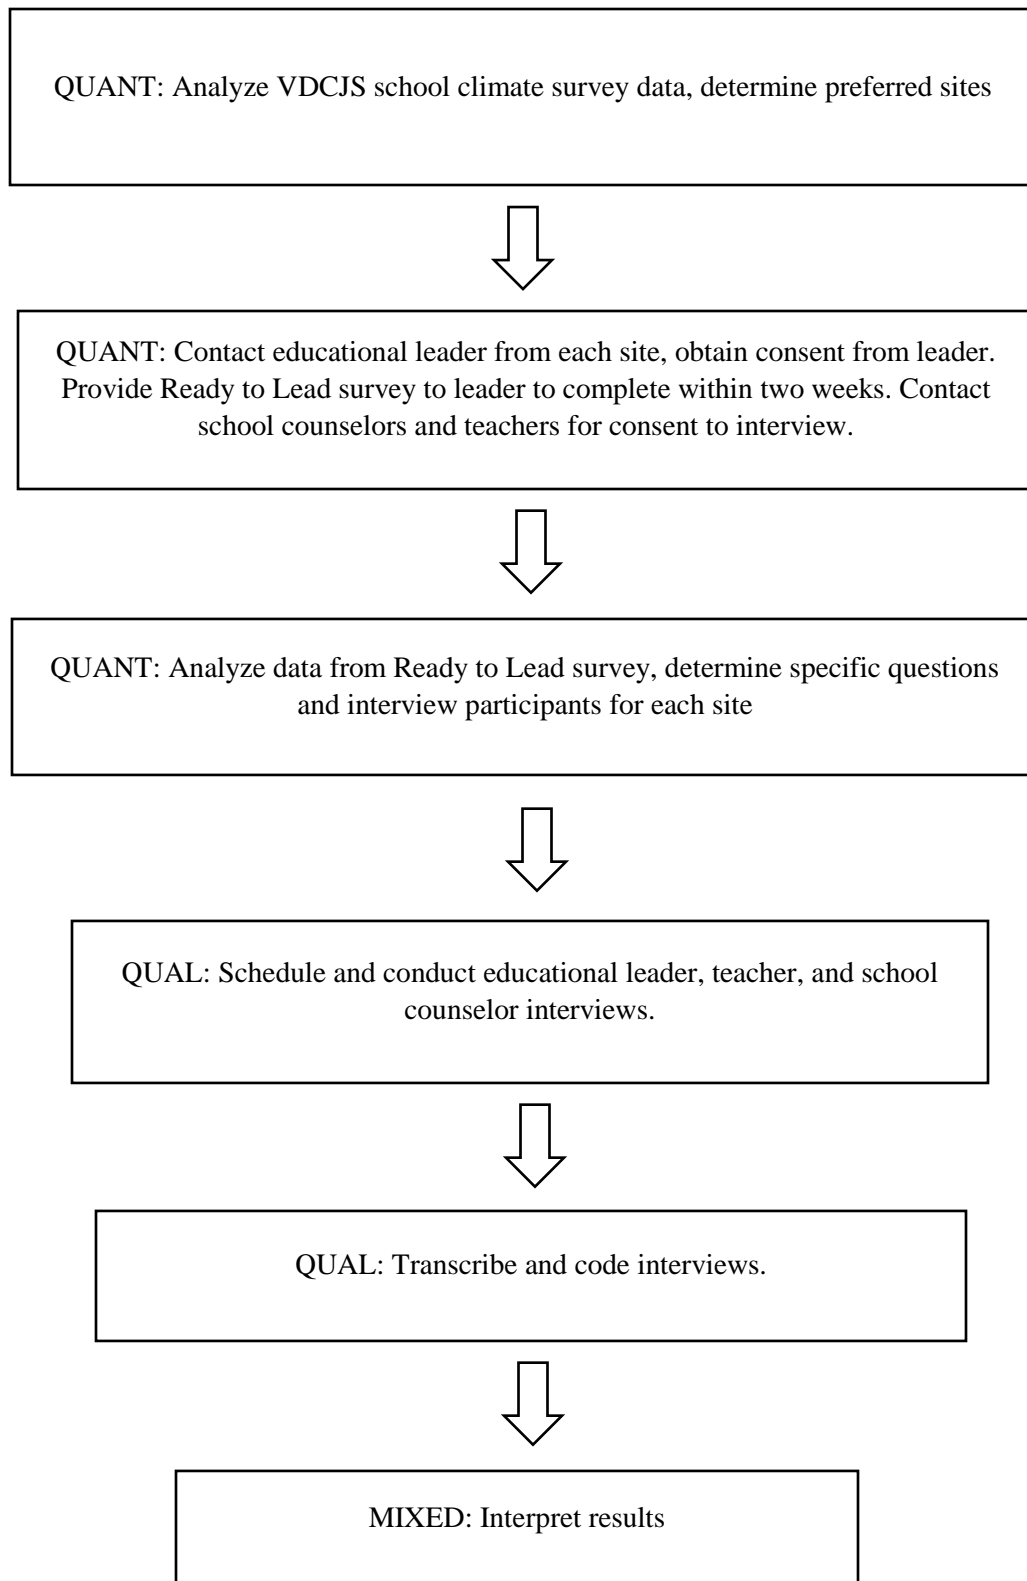 QUANT: Analyze VDCJS school climate survey data, determine preferred sites
QUANT: Contact educational leader from each site, obtain consent from leader.
Provide Ready to Lead survey to leader to complete within two weeks. Contact
school counselors and teachers for consent to interview.
QUANT: Analyze data from Ready to Lead survey, determine specific questions
and interview participants for each site
QUAL: Schedule and conduct educational leader, teacher, and school
counselor interviews.
QUAL: Transcribe and code interviews.
MIXED: Interpret results